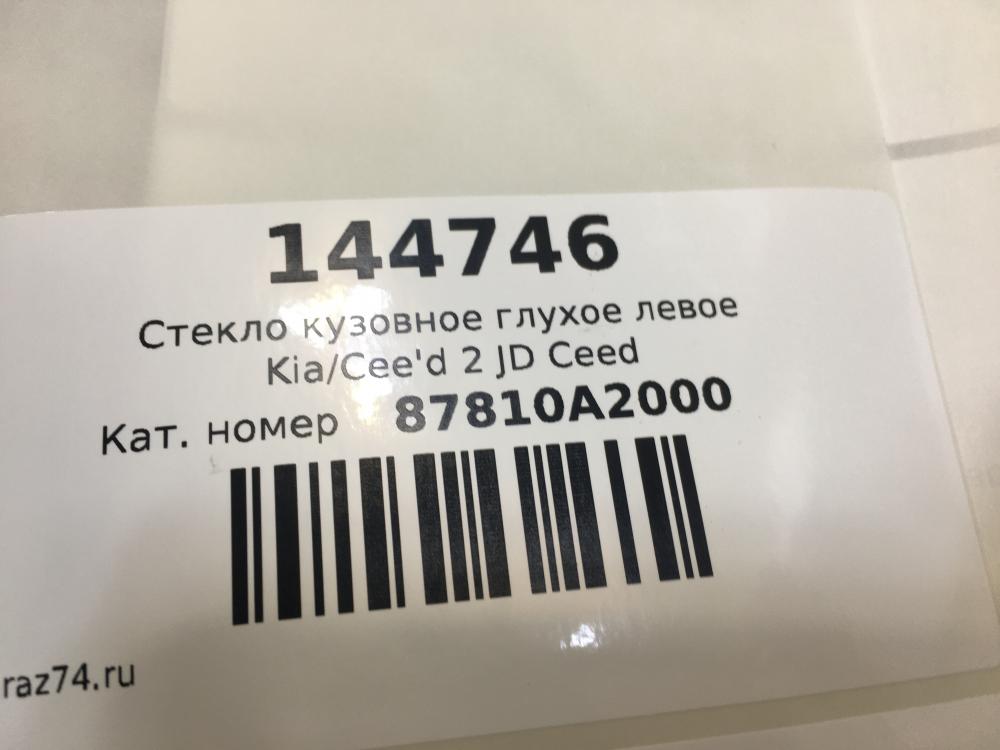 144746
Стекло кузовное глухое левое
Kia/Cee'd 2 JD Ceed
Кат. номер 87810A2000
raz74.ru